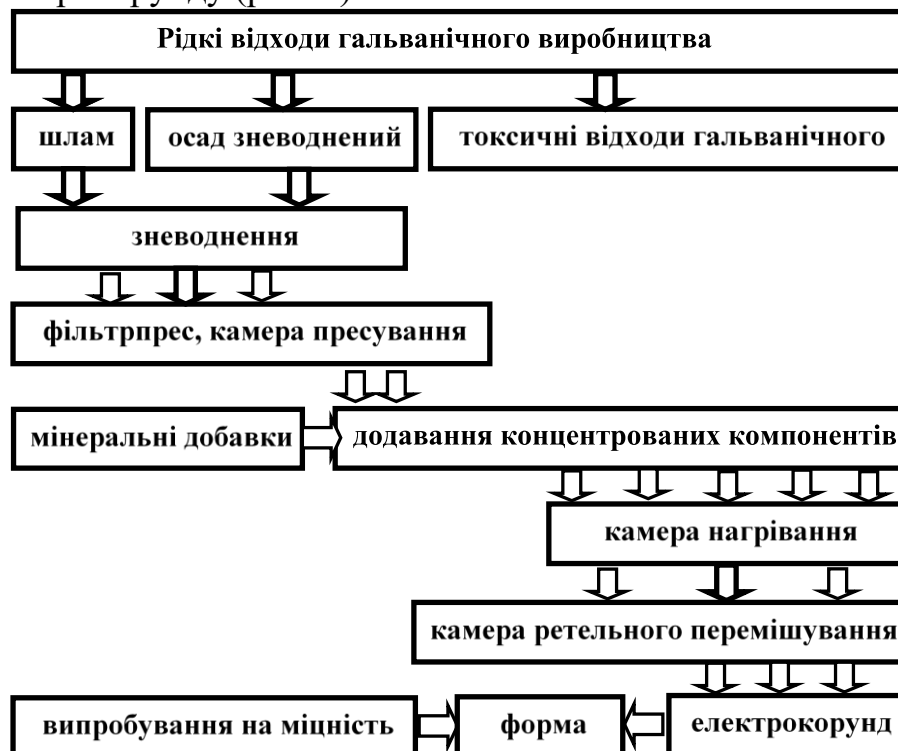 Рідкі відходи гальванічного виробництва
шлам
осад зневоднений
токсичні відходи гальванічного
зневоднення
фільтрпрес, камера пресування
мінеральні добавки
додавання концентрованих компонентів
камера нагрівання
камера ретельного перемішування
випробування на міцність
форма
електрокорунд